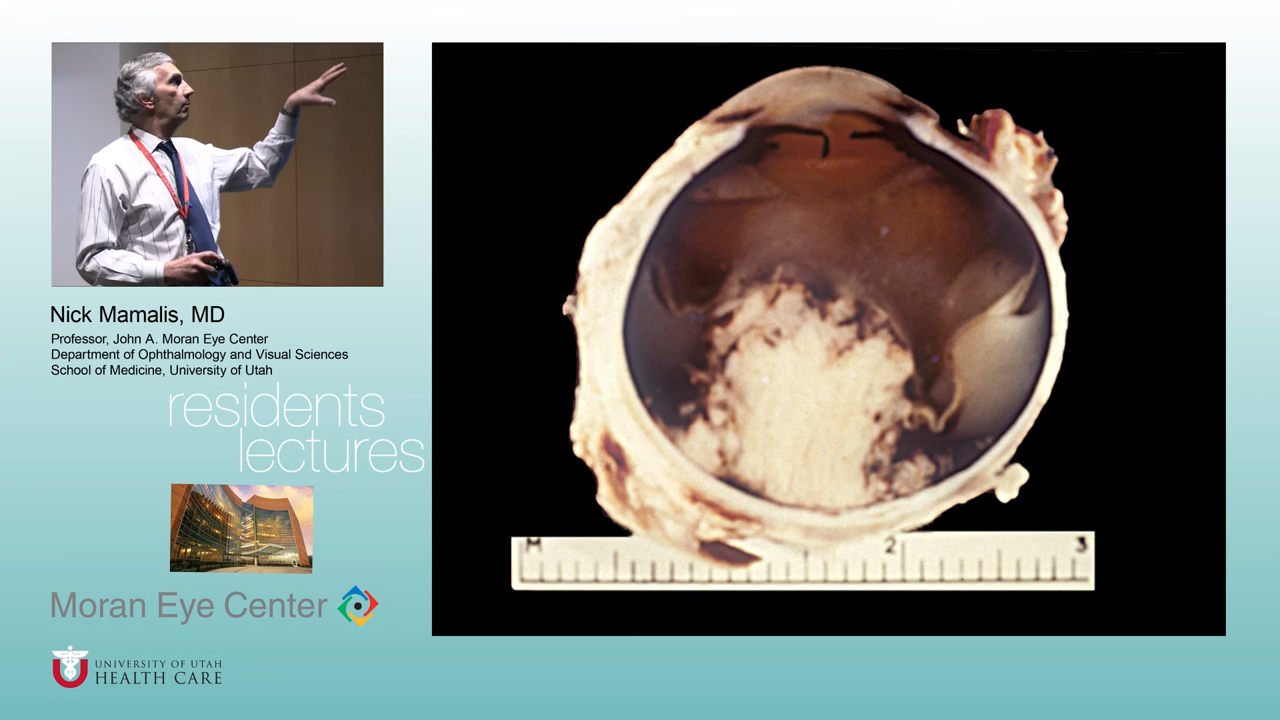 Nick Mamalis, MD
Professor, John A. Moran Eye Center
Department of Ophthalmology and Visual Sciences
School of Medicine, University of Utah
residents
lectures
Moran Eye Center
U
UNIVERSITY OF UTAH
HEALTH CARE
M 2 3